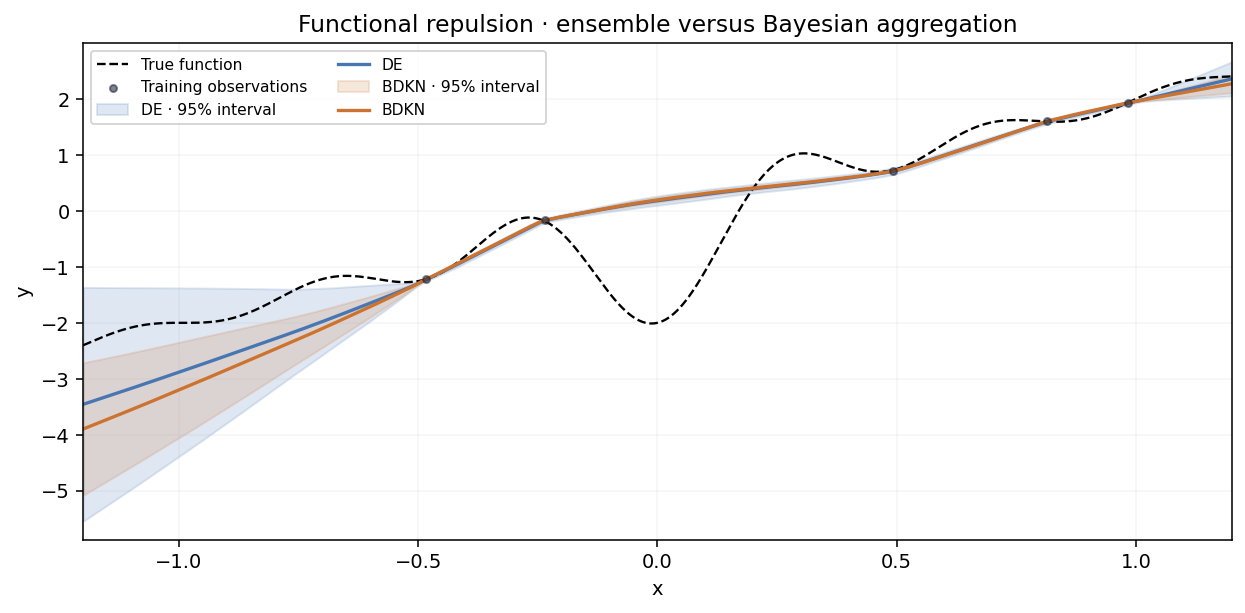 Functional repulsion · ensemble versus Bayesian aggregation
True function
Training observations
DE · 95% interval
DE
BDKN · 95% interval
BDKN
2
1
0
−1
−2
−3
−4
−5
y
−1.0
−0.5
0.0
0.5
1.0
x